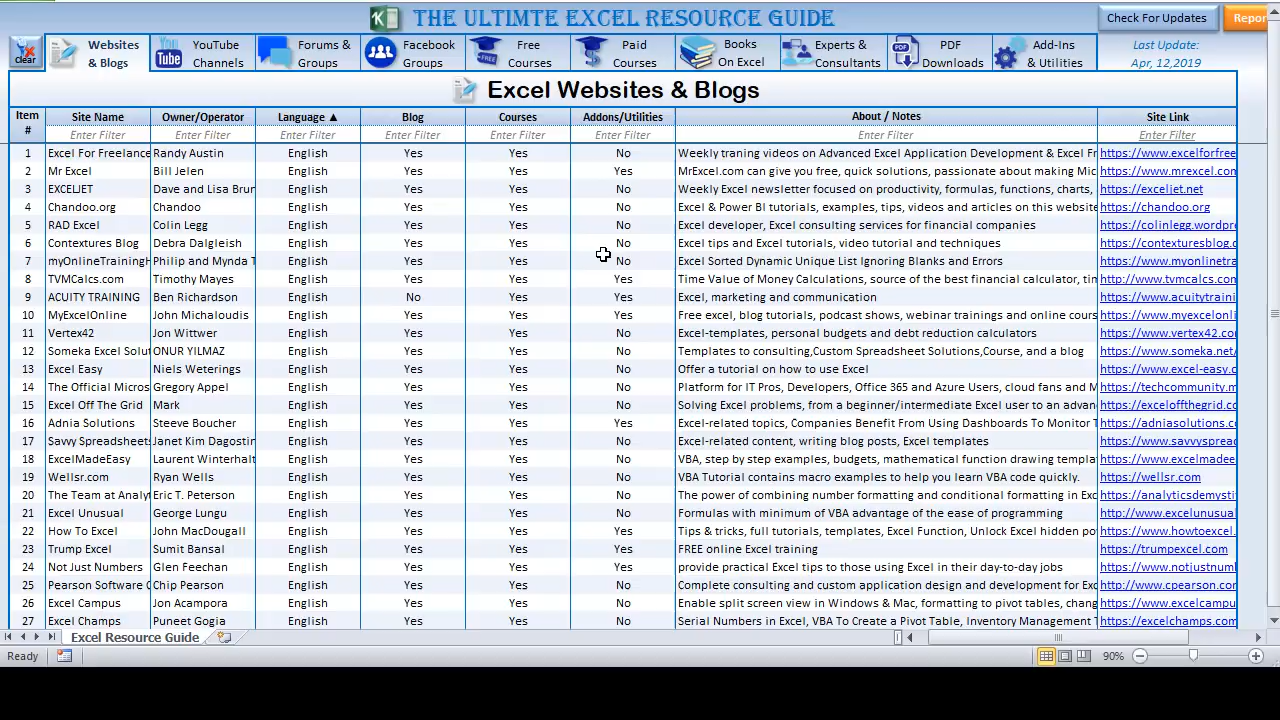 THE ULTIMTE EXCEL RESOURCE GUIDE
Check For Updates
Clear
Websites & Blogs
YouTube Channels
Forums & Groups
Facebook Groups
Free Courses
Paid Courses
Books On Excel
Experts & Consultants
PDF Downloads
Add-Ins & Utilities
Last Update:
Apr, 12,2019
Excel Websites & Blogs
Item # Site Name Owner/Operator Language ▲ Blog Courses Addons/Utilities About / Notes Site Link
Enter Filter Enter Filter Enter Filter Enter Filter Enter Filter Enter Filter Enter Filter Enter Filter
1 Excel For Freelance Randy Austin English Yes Yes No Weekly traning videos on Advanced Excel Application Development & Excel Fr https://www.excelforfree
2 Mr Excel Bill Jelen English Yes Yes Yes MrExcel.com can give you free, quick solutions, passionate about making Mic https://www.mrexcel.com
3 EXCELJET Dave and Lisa Brun English Yes Yes No Weekly Excel newsletter focused on productivity, formulas, functions, charts, https://exceljet.net
4 Chandoo.org Chandoo English Yes Yes No Excel & Power BI tutorials, examples, tips, videos and articles on this website https://chandoo.org
5 RAD Excel Colin Legg English Yes Yes No Excel developer, Excel consulting services for financial companies https://colinlegg.wordpr
6 Contextures Blog Debra Dalgleish English Yes Yes No Excel tips and Excel tutorials, video tutorial and techniques https://contexturesblog.
7 myOnlineTrainingH Philip and Mynda T English Yes Yes No Excel Sorted Dynamic Unique List Ignoring Blanks and Errors https://www.myonlinetra
8 TVMCalcs.com Timothy Mayes English Yes Yes Yes Time Value of Money Calculations, source of the best financial calculator, tim http://www.tvmcalcs.com
9 ACUITY TRAINING Ben Richardson English No Yes Yes Excel, marketing and communication https://www.acuitytraini
10 MyExcelOnline John Michaloudis English Yes Yes Yes Free excel, blog tutorials, podcast shows, webinar trainings and online cours https://www.myexcelonli
11 Vertex42 Jon Wittwer English Yes Yes No Excel-templates, personal budgets and debt reduction calculators https://www.vertex42.co
12 Someka Excel Solut ONUR YILMAZ English Yes Yes No Templates to consulting,Custom Spreadsheet Solutions,Course, and a blog https://www.someka.net/
13 Excel Easy Niels Weterings English Yes Yes No Offer a tutorial on how to use Excel https://www.excel-easy.c
14 The Official Micros Gregory Appel English Yes Yes No Platform for IT Pros, Developers, Office 365 and Azure Users, cloud fans and M https://techcommunity.m
15 Excel Off The Grid Mark English Yes Yes No Solving Excel problems, from a beginner/intermediate Excel user to an advan https://exceloffthegrid.co
16 Adnia Solutions Steeve Boucher English Yes Yes Yes Excel-related topics, Companies Benefit From Using Dashboards To Monitor T https://adniasolutions.co
17 Savvy Spreadsheets Janet Kim Dagostin English Yes Yes No Excel-related content, writing blog posts, Excel templates https://www.savvyspread
18 ExcelMadeEasy Laurent Winterhalt English Yes Yes No VBA, step by step examples, budgets, mathematical function drawing templa https://www.excelmadee
19 Wellsr.com Ryan Wells English Yes Yes No VBA Tutorial contains macro examples to help you learn VBA code quickly. https://wellsr.com
20 The Team at Analyt Eric T. Peterson English Yes Yes No The power of combining number formatting and conditional formatting in Exc https://analyticsdemysti
21 Excel Unusual George Lungu English Yes Yes No Formulas with minimum of VBA advantage of the ease of programming http://www.excelunusual
22 How To Excel John MacDougall English Yes Yes Yes Tips & tricks, full tutorials, templates, Excel Function, Unlock Excel hidden po https://www.howtoexcel.
23 Trump Excel Sumit Bansal English Yes Yes Yes FREE online Excel training https://trumpexcel.com
24 Not Just Numbers Glen Feechan English Yes Yes Yes provide practical Excel tips to those using Excel in their day-to-day jobs https://www.notjustnuml
25 Pearson Software C Chip Pearson English Yes Yes No Complete consulting and custom application design and development for Exc http://www.cpearson.cor
26 Excel Campus Jon Acampora English Yes Yes No Enable split screen view in Windows & Mac, formatting to pivot tables, chang https://www.excelcampu
27 Excel Champs Puneet Gogia English Yes Yes No Serial Numbers in Excel, VBA To Create a Pivot Table, Inventory Management T https://excelchamps.com
Excel Resource Guide
Ready 90%